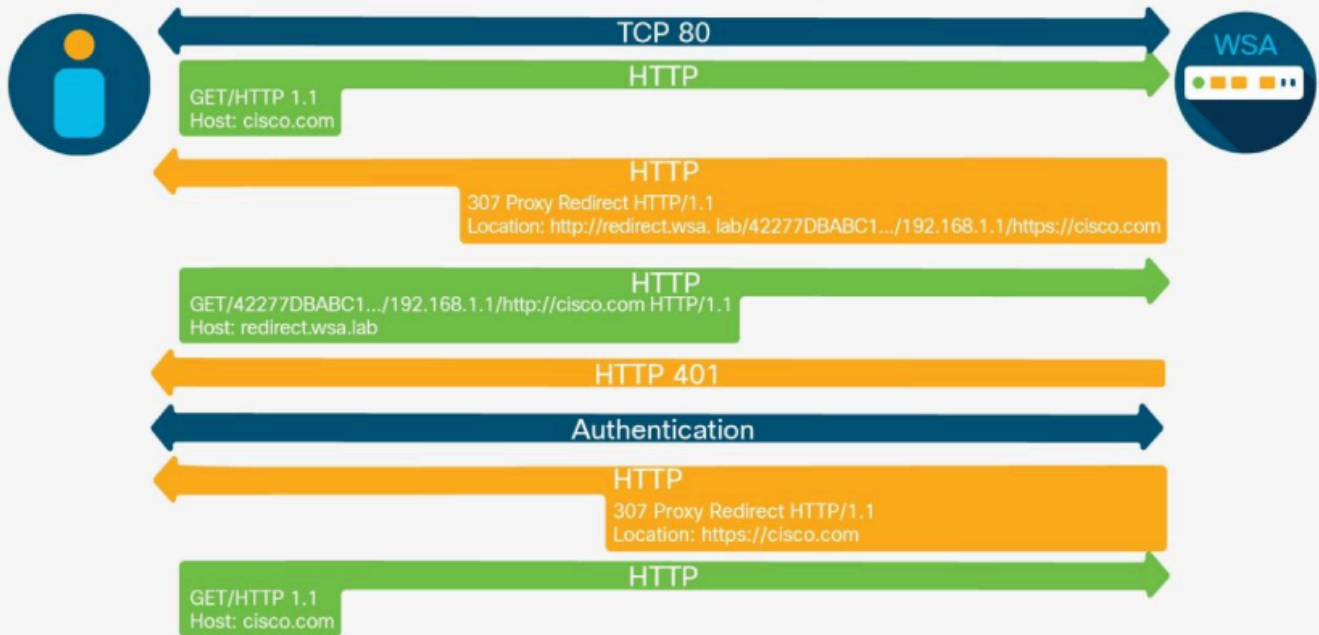 TCP 80
WSA
HTTP
GET/HTTP 1.1
Host: cisco.com
HTTP
307 Proxy Redirect HTTP/1.1
Location: http://redirect.wsa. lab/42277DBABC1.../192.168.1.1/https://cisco.com
HTTP
GET/42277DBABC1.../192.168.1.1/http://cisco.com HTTP/1.1
Host: redirect.wsa.lab
HTTP 401
Authentication
HTTP
307 Proxy Redirect HTTP/1.1
Location: https://cisco.com
HTTP
GET/HTTP 1.1
Host: cisco.com